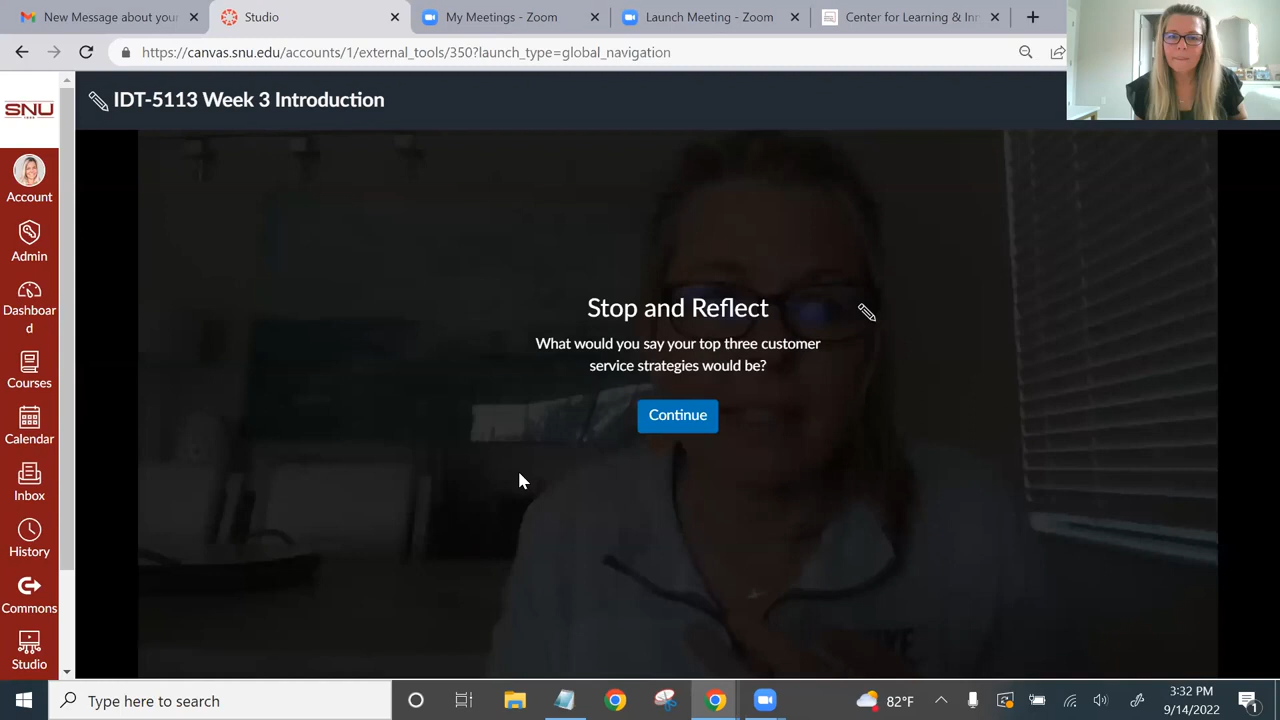 New Message about your
Studio
My Meetings - Zoom
Launch Meeting - Zoom
Center for Learning & Inn
https://canvas.snu.edu/accounts/1/external_tools/350?launch_type=global_navigation
SNU
IDT-5113 Week 3 Introduction
Account
Admin
Dashboar
d
Courses
Calendar
Inbox
History
Commons
Studio
Stop and Reflect
What would you say your top three customer
service strategies would be?
Continue
Type here to search
82°F
3:32 PM
9/14/2022
1